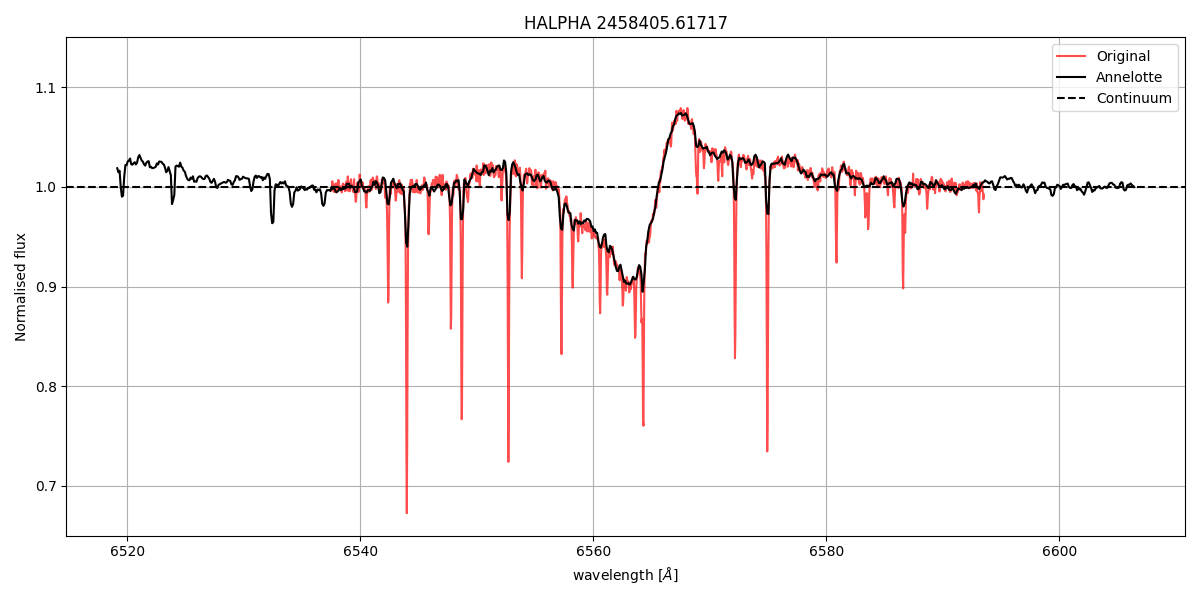 HALPHA 2458405.61717
Original
Annelotte
Continuum
Normalised flux
1.1
1.0
0.9
0.8
0.7
6520 6540 6560 6580 6600
wavelength [Å]